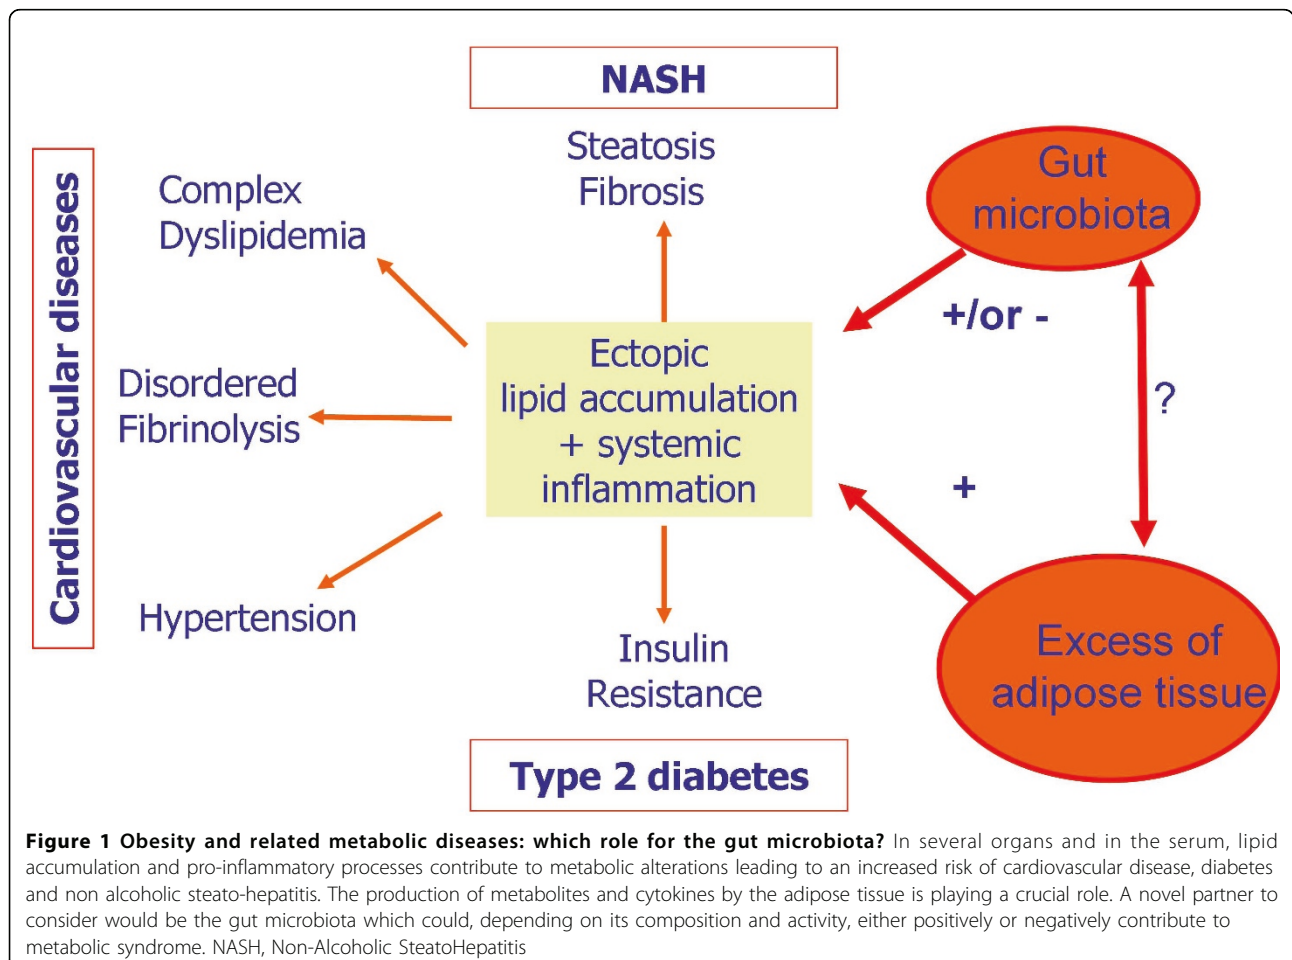 NASH
Steatosis
Fibrosis
Gut
microbiota
Complex
Dyslipidemia
Cardiovascular diseases
+/or -
Ectopic
lipid accumulation
+ systemic
inflammation
Disordered
Fibrinolysis
?
+
Hypertension
Insulin
Resistance
Excess of
adipose tissue
Type 2 diabetes
Figure 1 Obesity and related metabolic diseases: which role for the gut microbiota? In several organs and in the serum, lipid
accumulation and pro-inflammatory processes contribute to metabolic alterations leading to an increased risk of cardiovascular disease, diabetes
and non alcoholic steato-hepatitis. The production of metabolites and cytokines by the adipose tissue is playing a crucial role. A novel partner to
consider would be the gut microbiota which could, depending on its composition and activity, either positively or negatively contribute to
metabolic syndrome. NASH, Non-Alcoholic SteatoHepatitis